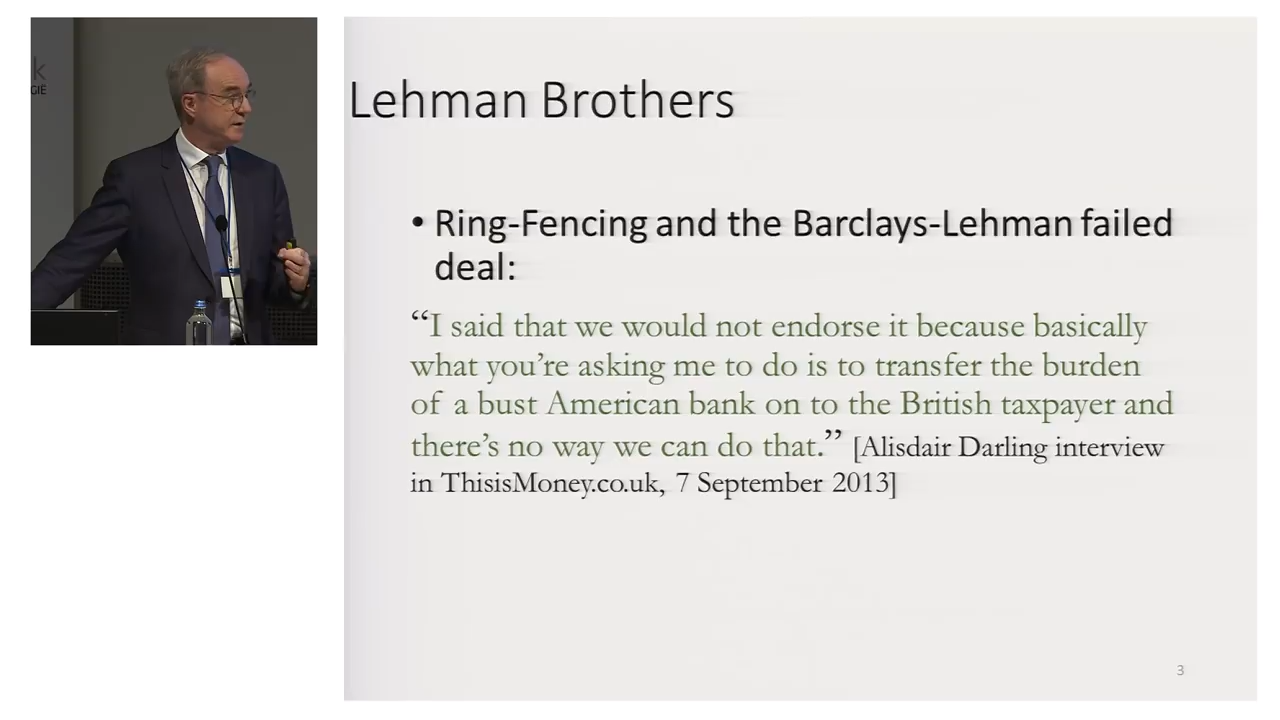 k
GIE
Lehman Brothers
• Ring-Fencing and the Barclays-Lehman failed
deal:
“I said that we would not endorse it because basically
what you’re asking me to do is to transfer the burden
of a bust American bank on to the British taxpayer and
there’s no way we can do that.” [Alisdair Darling interview
in ThisisMoney.co.uk, 7 September 2013]
3